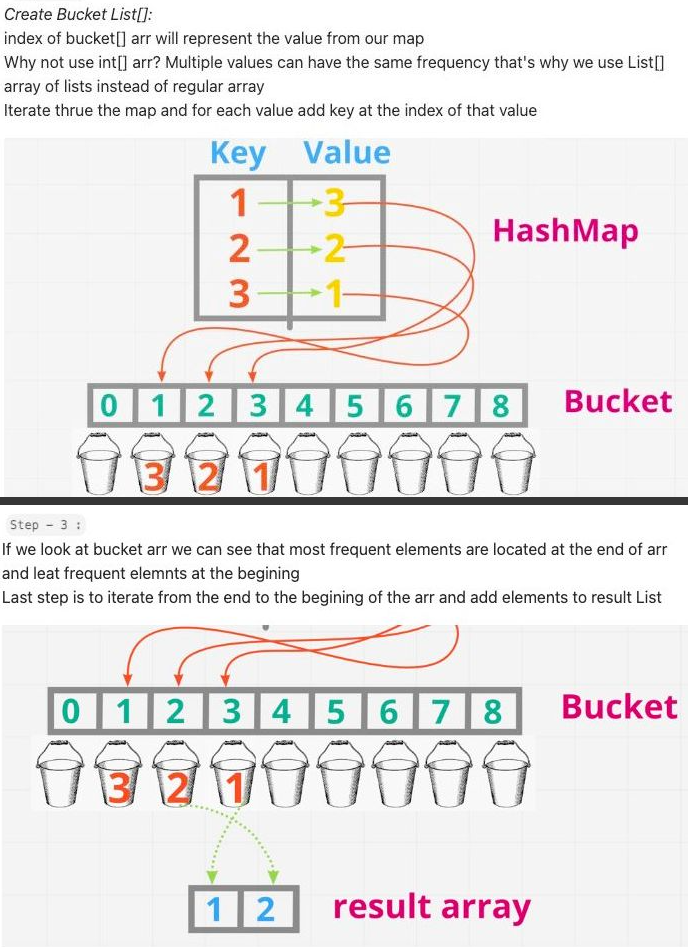 Create Bucket List[]:
index of bucket[] arr will represent the value from our map
Why not use int[] arr? Multiple values can have the same frequency that's why we use List[]
array of lists instead of regular array
Iterate thrue the map and for each value add key at the index of that value
Key Value
1 3
2 2
3 1
HashMap
0 1 2 3 4 5 6 7 8 Bucket
3 2 1
Step - 3 :
If we look at bucket arr we can see that most frequent elements are located at the end of arr
and leat frequent elemnts at the begining
Last step is to iterate from the end to the begining of the arr and add elements to result List
0 1 2 3 4 5 6 7 8 Bucket
3 2 1
1 2 result array